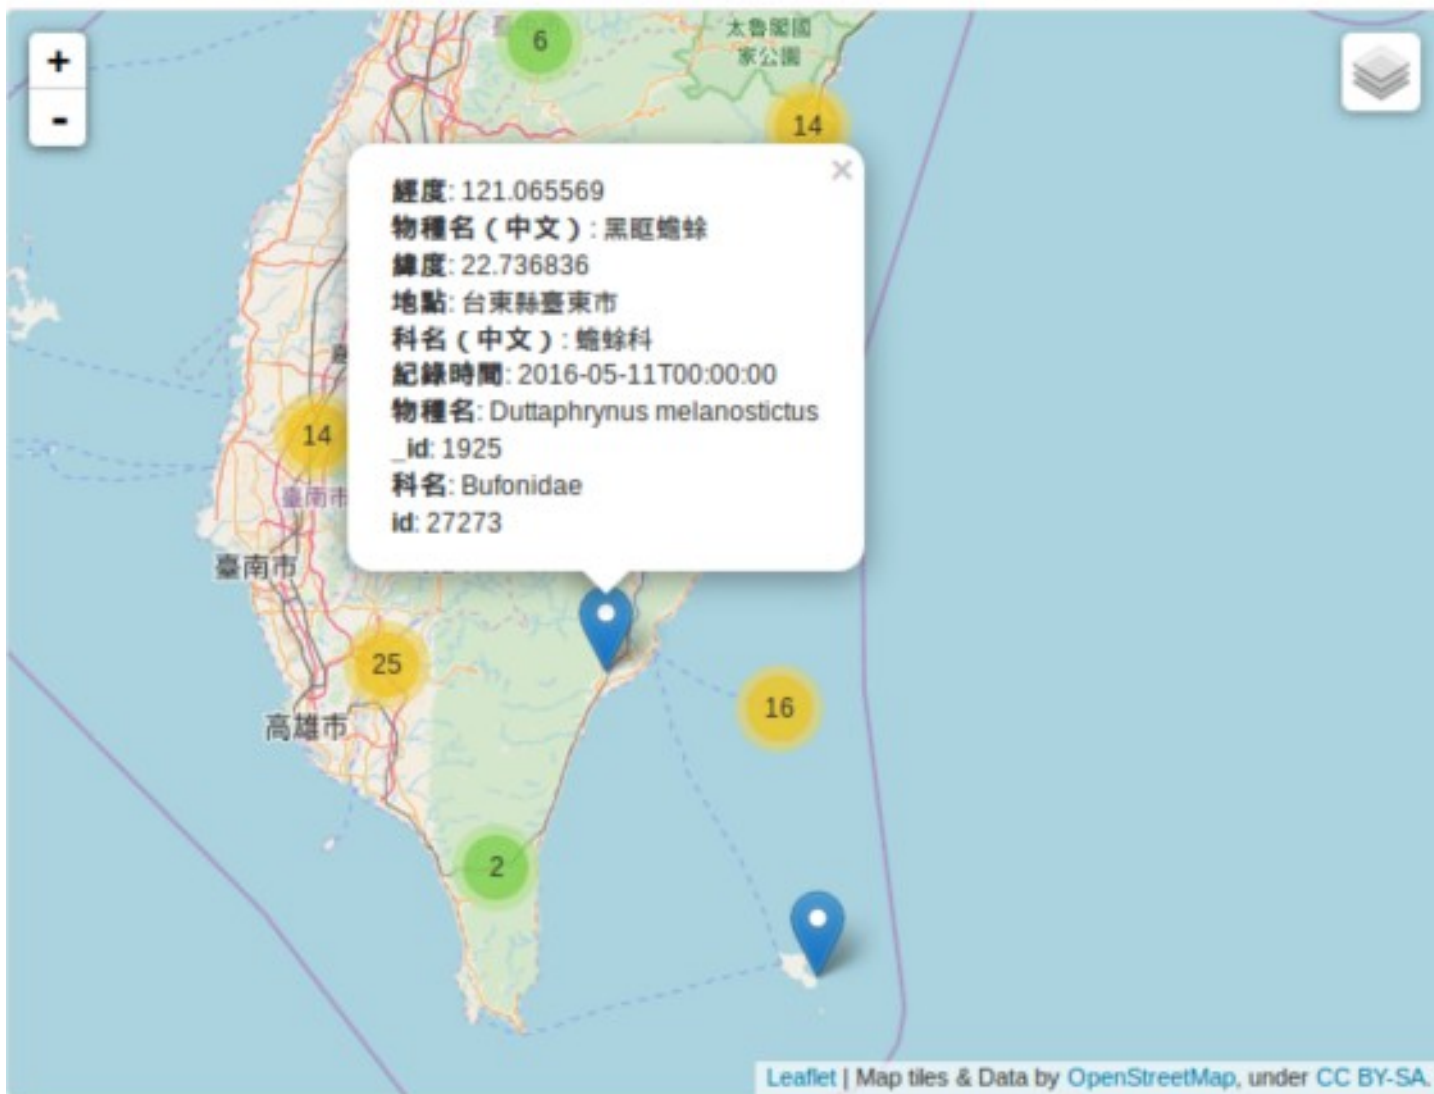 6
太魯閣國
家公園
+
-
14
經度: 121.065569
物種名（中文）: 黑眶蟾蜍
緯度: 22.736836
地點: 台東縣臺東市
科名（中文）: 蟾蜍科
紀錄時間: 2016-05-11T00:00:00
物種名: Duttaphrynus melanostictus
_id: 1925
科名: Bufonidae
id: 27273
×
14
臺南市
臺南市
25
16
高雄市
2
Leaflet | Map tiles & Data by OpenStreetMap, under CC BY-SA.